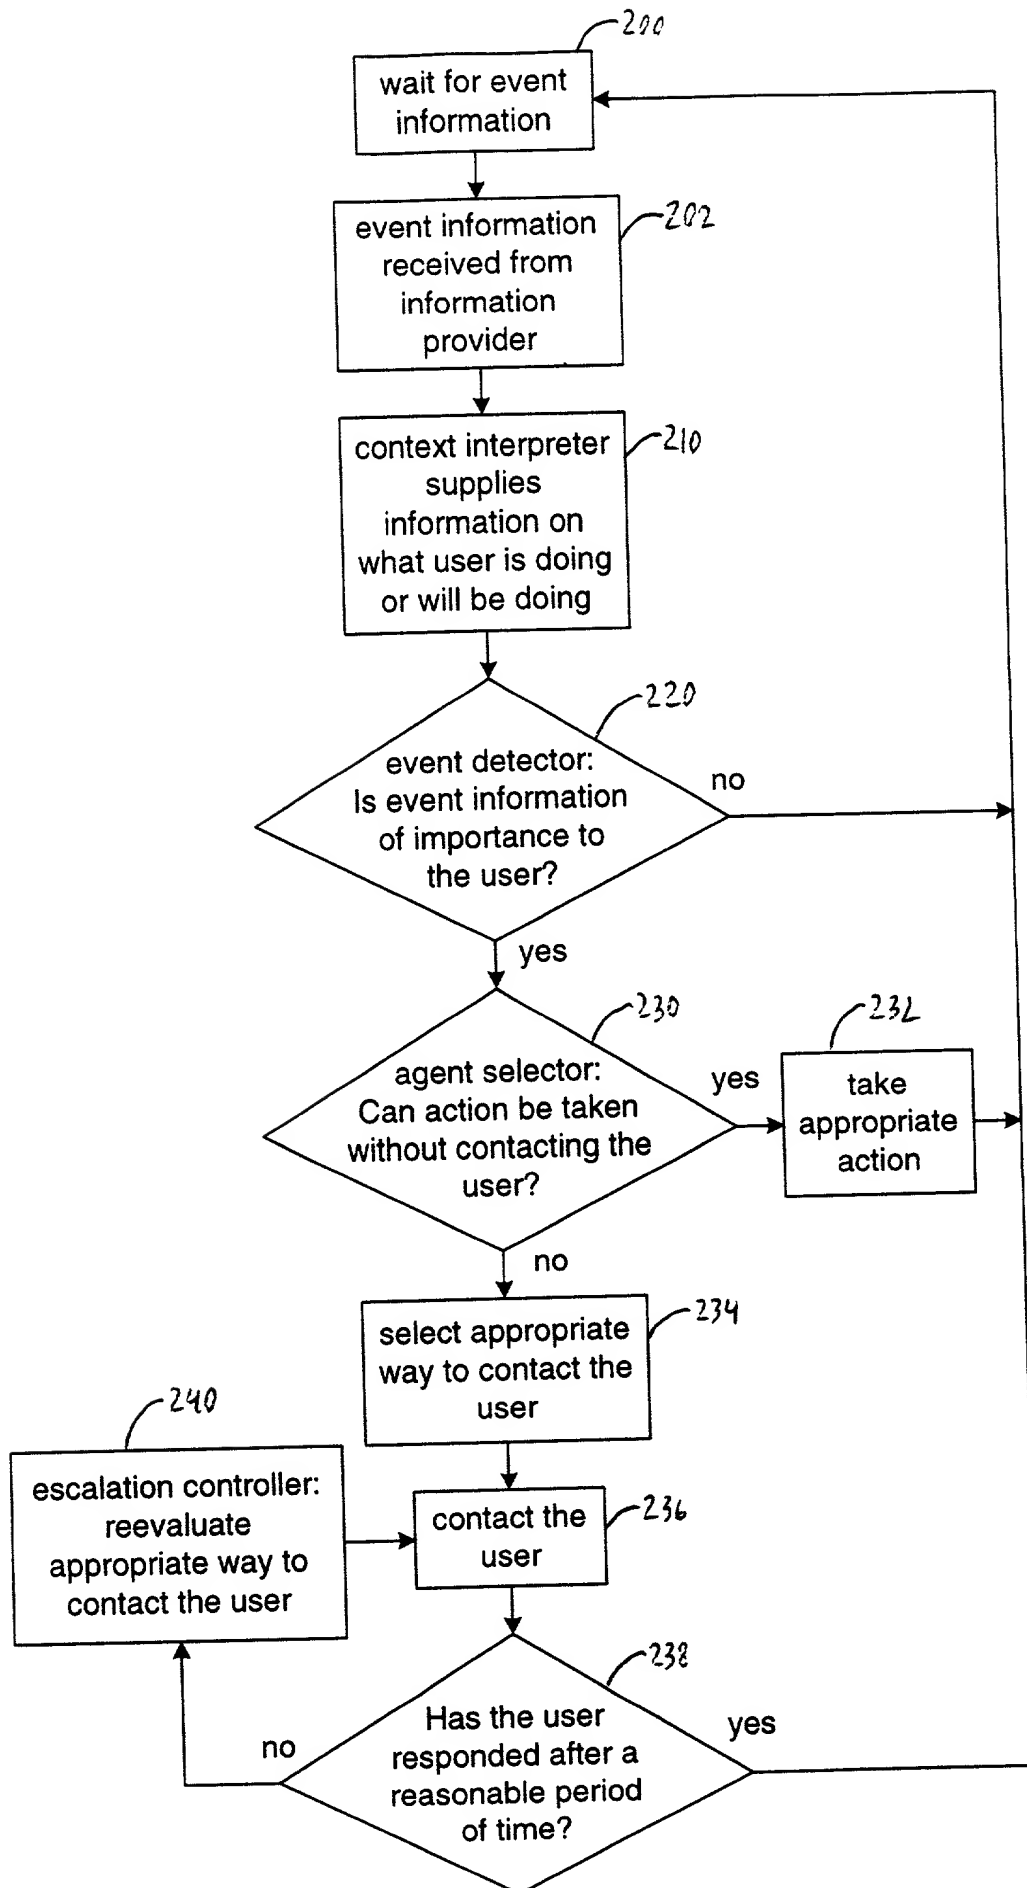 200
wait for event
information
202
event information
received from
information
provider
210
context interpreter
supplies
information on
what user is doing
or will be doing
220
event detector:
Is event information
of importance to
the user?
no
yes
230
agent selector:
Can action be taken
without contacting the
user?
yes
232
take
appropriate
action
no
234
select appropriate
way to contact the
user
240
escalation controller:
reevaluate
appropriate way to
contact the user
236
contact the
user
238
Has the user
responded after a
reasonable period
of time?
no
yes